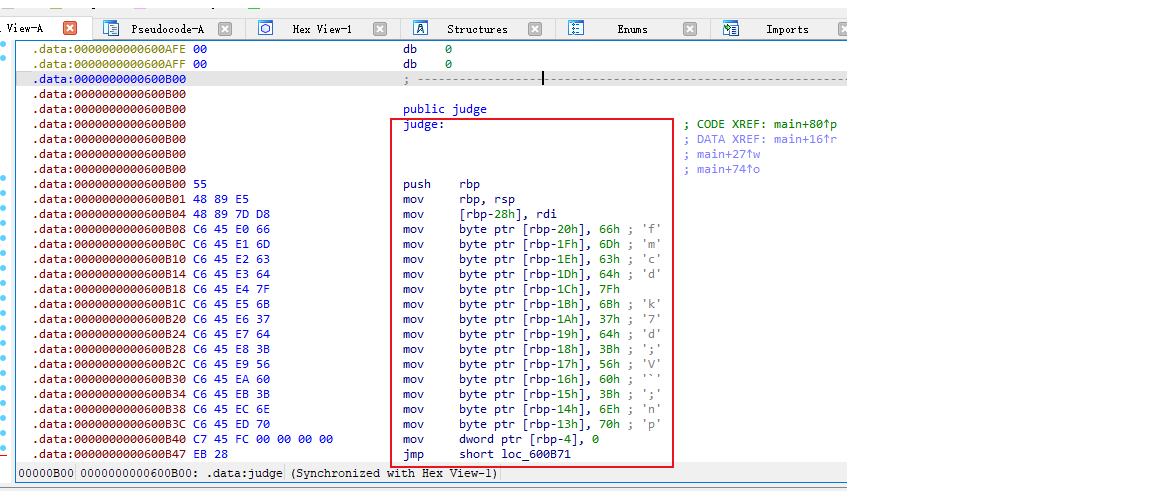 View-A Pseudocode-A Hex View-1 Structures Enums Imports
.data:0000000000600AFE 00 db 0
.data:0000000000600AFF 00 db 0
.data:0000000000600B00 ; ---------------------------------------------------------------
.data:0000000000600B00
.data:0000000000600B00 public judge
.data:0000000000600B00 judge: ; CODE XREF: main+80↑p
.data:0000000000600B00 ; DATA XREF: main+16↑r
.data:0000000000600B00 ; main+27↑w
.data:0000000000600B00 ; main+74↑o
.data:0000000000600B00 55 push rbp
.data:0000000000600B01 48 89 E5 mov rbp, rsp
.data:0000000000600B04 48 89 7D D8 mov [rbp-28h], rdi
.data:0000000000600B08 C6 45 E0 66 mov byte ptr [rbp-20h], 66h ; 'f'
.data:0000000000600B0C C6 45 E1 6D mov byte ptr [rbp-1Fh], 6Dh ; 'm'
.data:0000000000600B10 C6 45 E2 63 mov byte ptr [rbp-1Eh], 63h ; 'c'
.data:0000000000600B14 C6 45 E3 64 mov byte ptr [rbp-1Dh], 64h ; 'd'
.data:0000000000600B18 C6 45 E4 7F mov byte ptr [rbp-1Ch], 7Fh
.data:0000000000600B1C C6 45 E5 6B mov byte ptr [rbp-1Bh], 6Bh ; 'k'
.data:0000000000600B20 C6 45 E6 37 mov byte ptr [rbp-1Ah], 37h ; '7'
.data:0000000000600B24 C6 45 E7 64 mov byte ptr [rbp-19h], 64h ; 'd'
.data:0000000000600B28 C6 45 E8 3B mov byte ptr [rbp-18h], 3Bh ; ';'
.data:0000000000600B2C C6 45 E9 56 mov byte ptr [rbp-17h], 56h ; 'V'
.data:0000000000600B30 C6 45 EA 60 mov byte ptr [rbp-16h], 60h ; '`'
.data:0000000000600B34 C6 45 EB 3B mov byte ptr [rbp-15h], 3Bh ; ';'
.data:0000000000600B38 C6 45 EC 6E mov byte ptr [rbp-14h], 6Eh ; 'n'
.data:0000000000600B3C C6 45 ED 70 mov byte ptr [rbp-13h], 70h ; 'p'
.data:0000000000600B40 C7 45 FC 00 00 00 00 mov dword ptr [rbp-4], 0
.data:0000000000600B47 EB 28 jmp short loc_600B71
00000B00 0000000000600B00: .data:judge (Synchronized with Hex View-1)